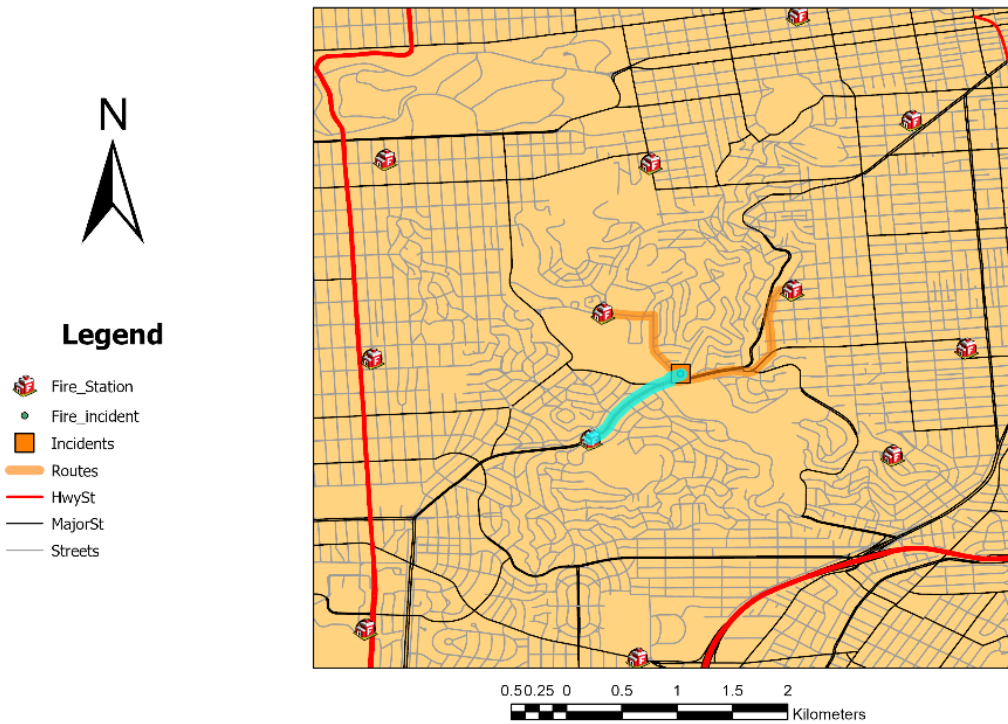 N
Legend
Fire_Station
Fire_incident
Incidents
Routes
HwySt
MajorSt
Streets
0.5 0.25 0 0.5 1 1.5 2
Kilometers